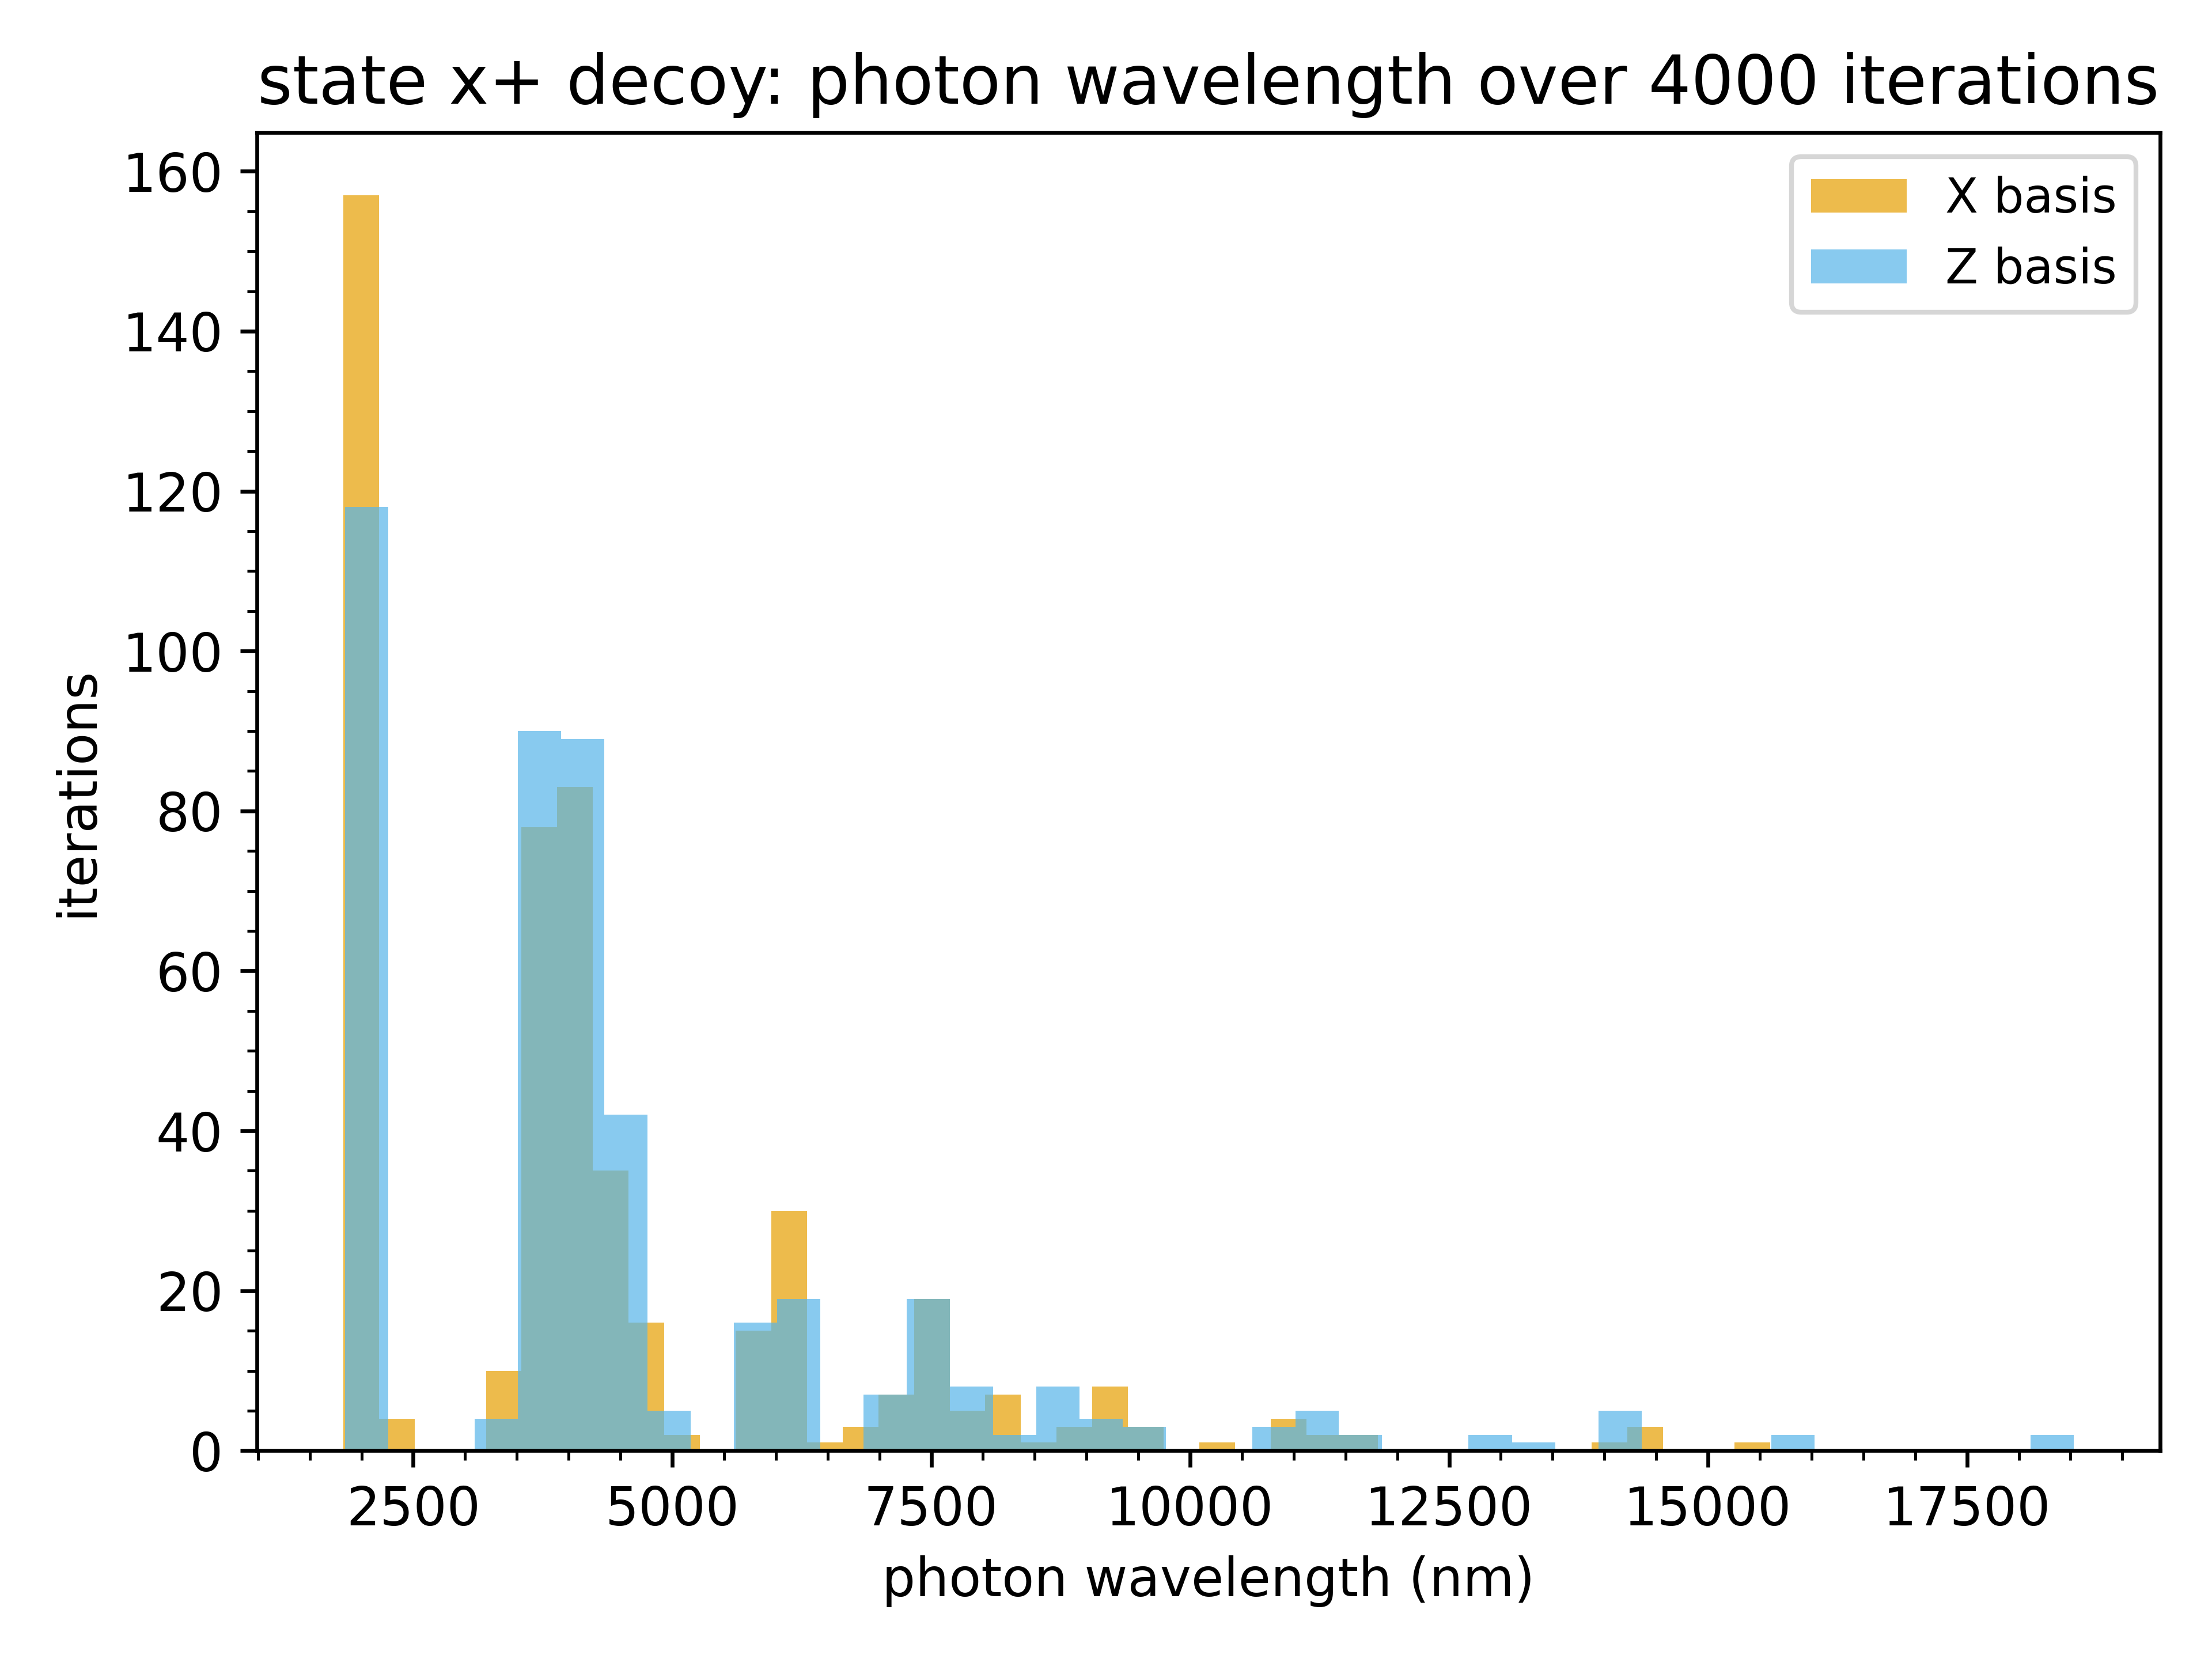 state x+ decoy: photon wavelength over 4000 iterations
X basis
Z basis
160
140
120
100
80
60
40
20
0
iterations
2500 5000 7500 10000 12500 15000 17500
photon wavelength (nm)